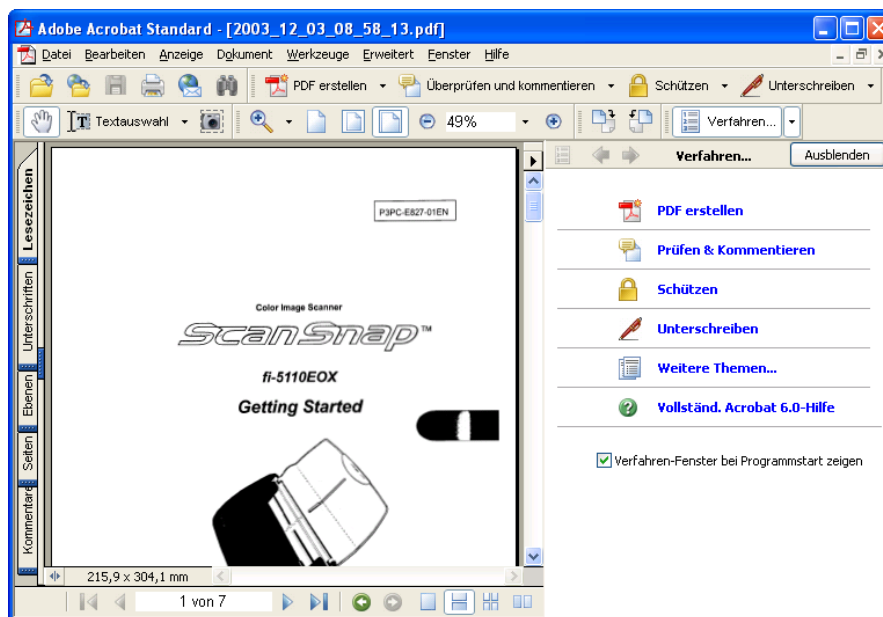 Adobe Acrobat Standard - [2003_12_03_08_58_13.pdf]
Datei Bearbeiten Anzeige Dokument Werkzeuge Erweitert Fenster Hilfe
PDF erstellen Überprüfen und kommentieren Schützen Unterschreiben
Textauswahl 49% Verfahren...
Verfahren... Ausblenden
Lesezeichen
Unterschriften
Ebenen
Seiten
Kommentare
P3PC-E827-01EN
Color Image Scanner
ScanSnap™
fi-5110EOX
Getting Started
PDF erstellen
Prüfen & Kommentieren
Schützen
Unterschreiben
Weitere Themen...
Vollständ. Acrobat 6.0-Hilfe
Verfahren-Fenster bei Programmstart zeigen
215,9 x 304,1 mm
1 von 7